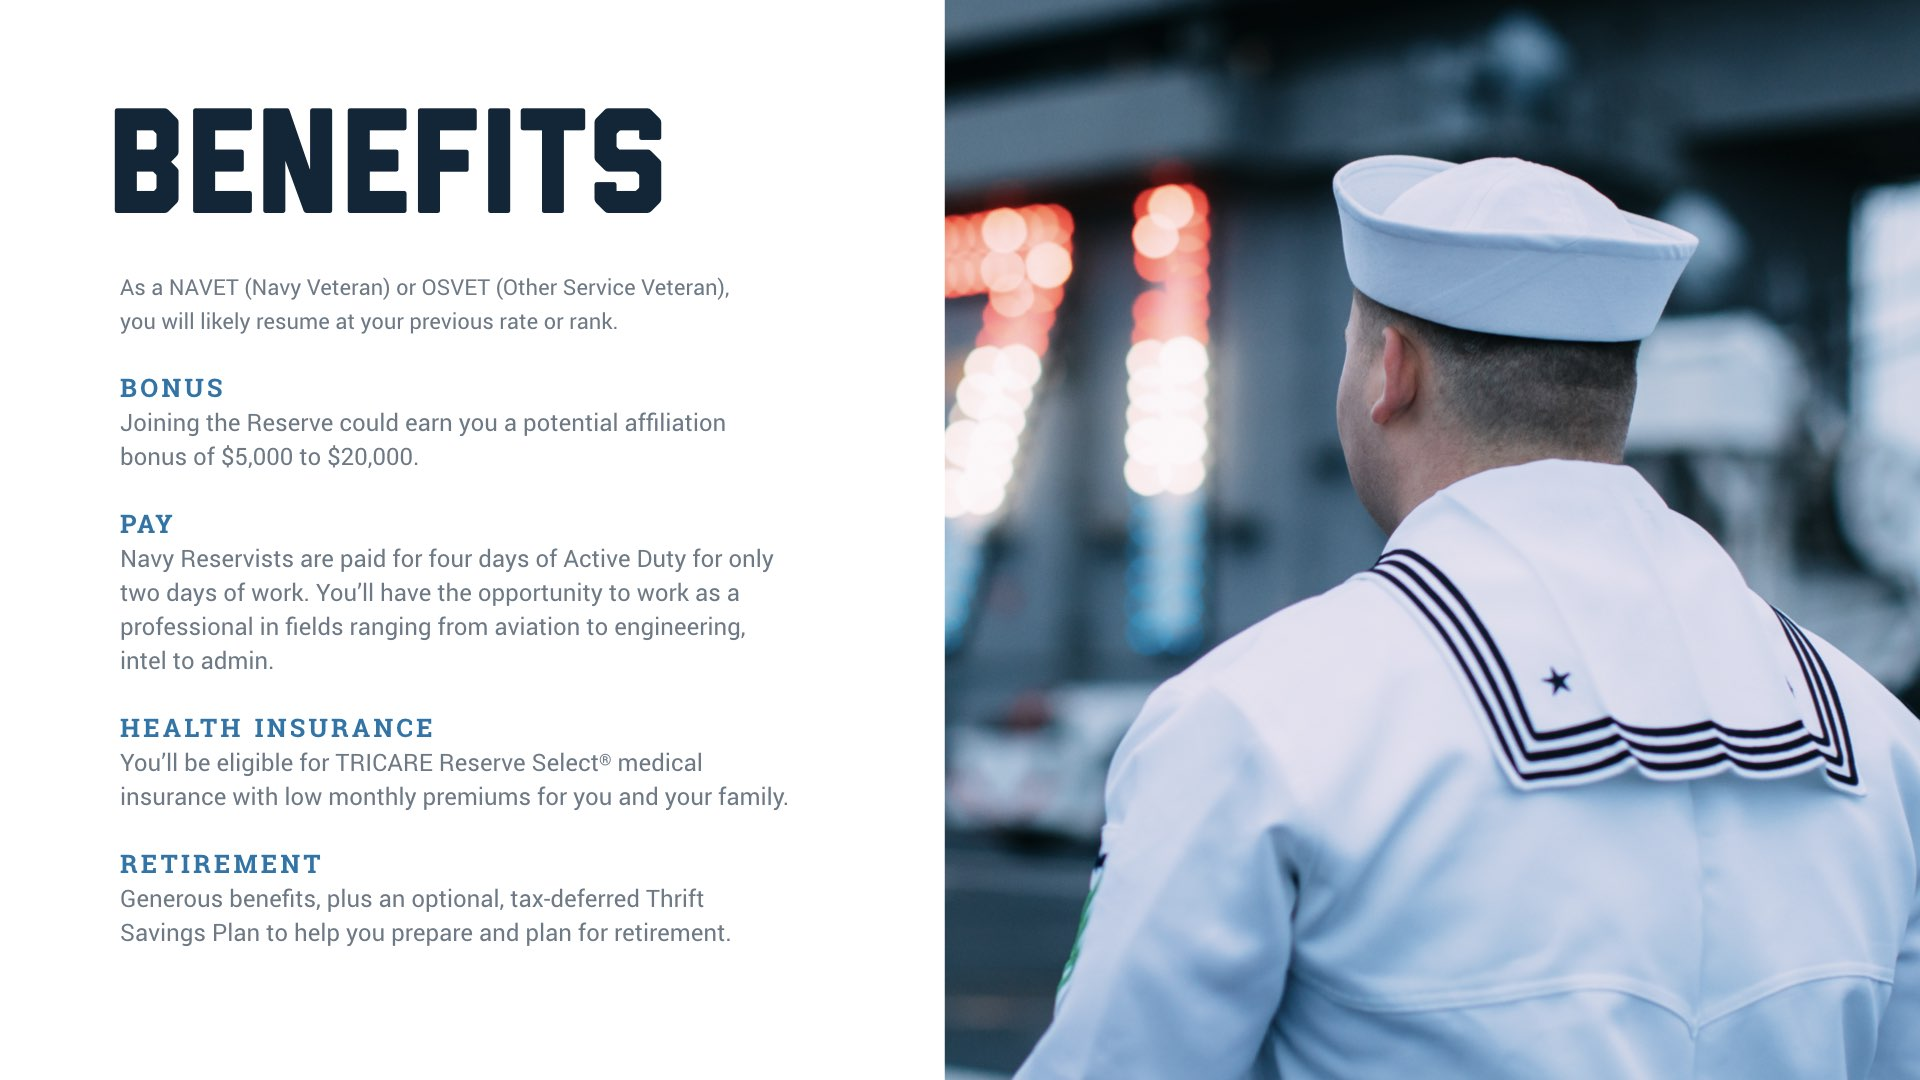 BENEFITS
As a NAVET (Navy Veteran) or OSVET (Other Service Veteran),
you will likely resume at your previous rate or rank.
BONUS
Joining the Reserve could earn you a potential affiliation
bonus of $5,000 to $20,000.
PAY
Navy Reservists are paid for four days of Active Duty for only
two days of work. You’ll have the opportunity to work as a
professional in fields ranging from aviation to engineering,
intel to admin.
HEALTH INSURANCE
You’ll be eligible for TRICARE Reserve Select® medical
insurance with low monthly premiums for you and your family.
RETIREMENT
Generous benefits, plus an optional, tax-deferred Thrift
Savings Plan to help you prepare and plan for retirement.